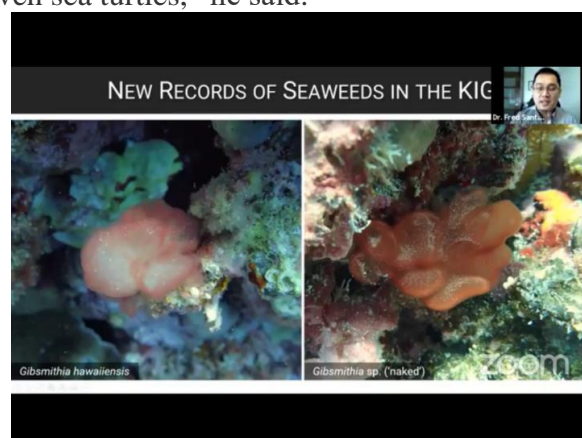 ven sea turtles," he said.
NEW RECORDS OF SEAWEEDS IN THE KIG
Dr. Fred Sant...
Gibsmithia hawaiiensis
Gibsmithia sp. ('naked')
zoom